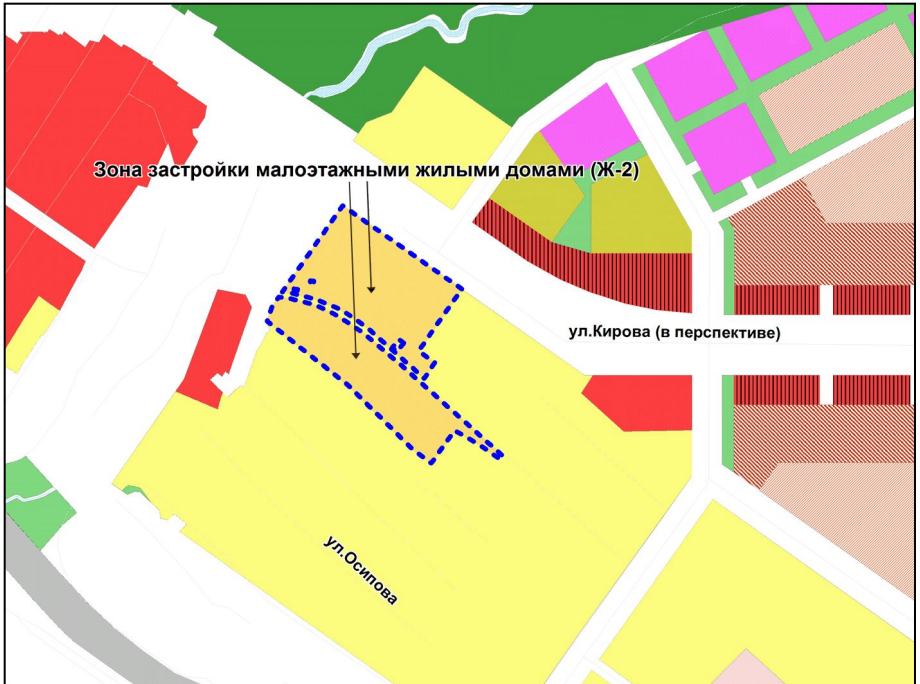 Зона застройки малоэтажными жилыми домами (Ж-2)
ул.Кирова (в перспективе)
ул.Осипова